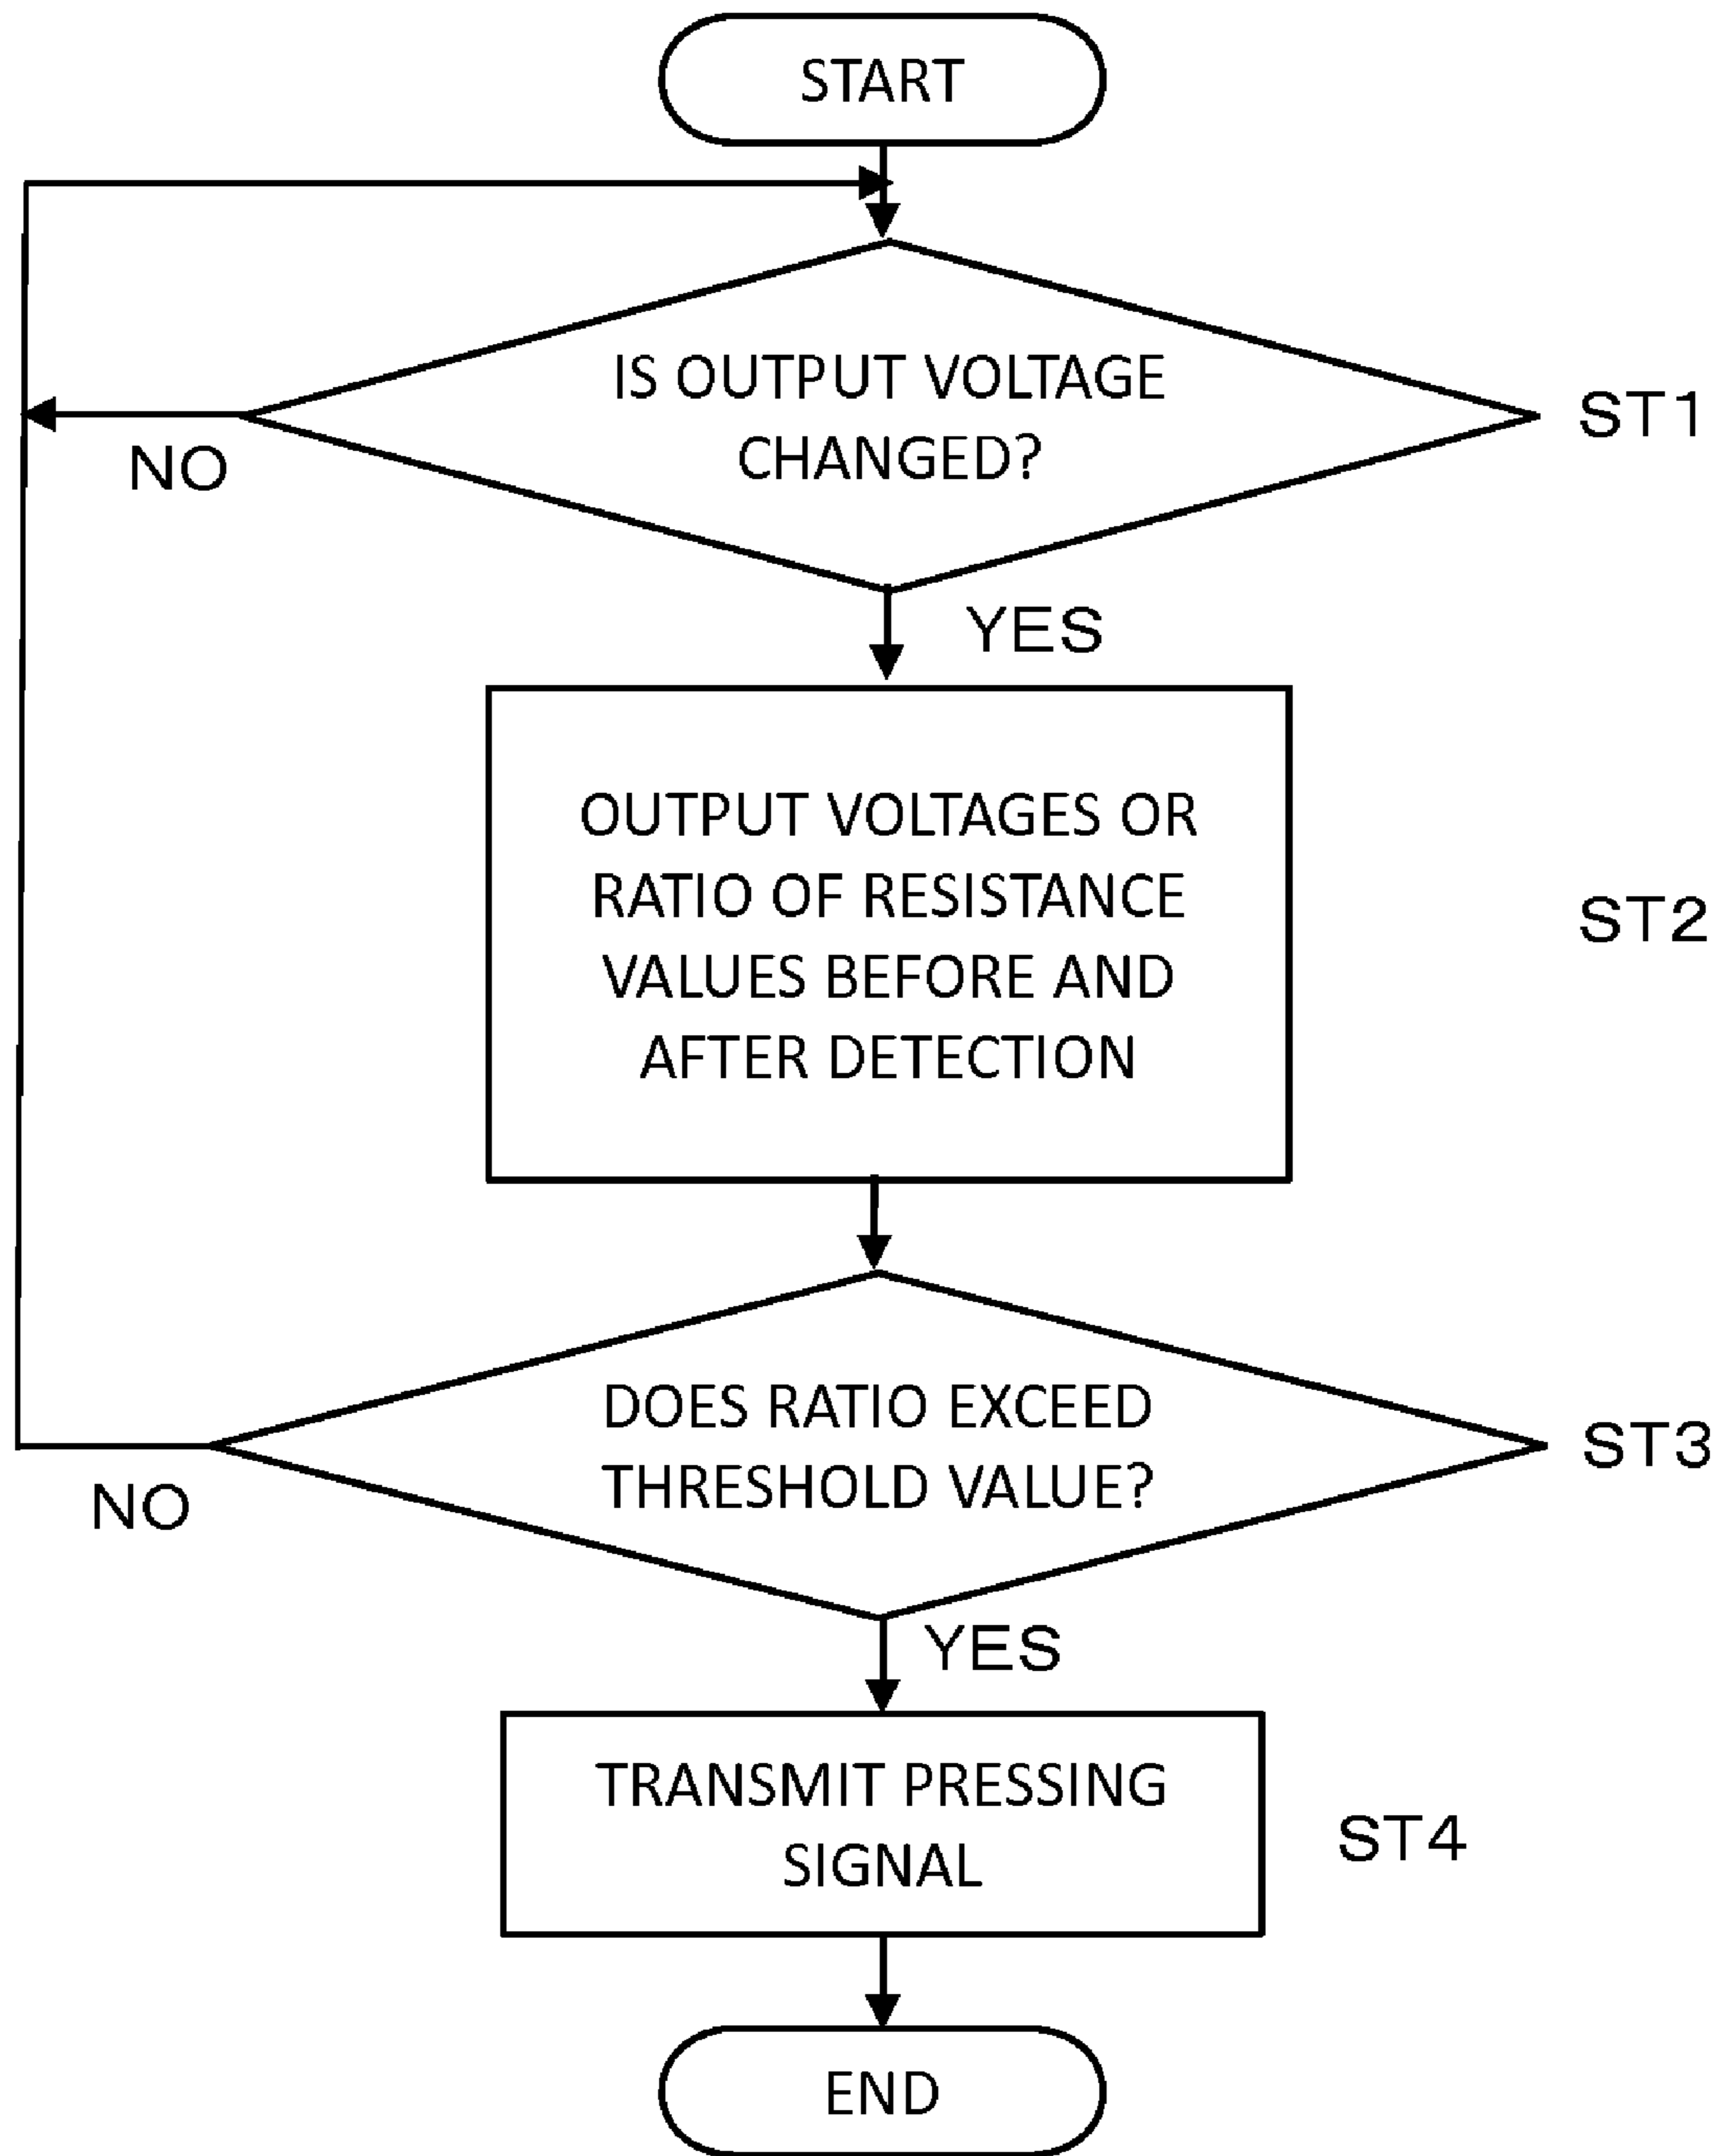 START
IS OUTPUT VOLTAGE
CHANGED?
ST1
NO
YES
OUTPUT VOLTAGES OR
RATIO OF RESISTANCE
VALUES BEFORE AND
AFTER DETECTION
ST2
DOES RATIO EXCEED
THRESHOLD VALUE?
ST3
NO
YES
TRANSMIT PRESSING
SIGNAL
ST4
END